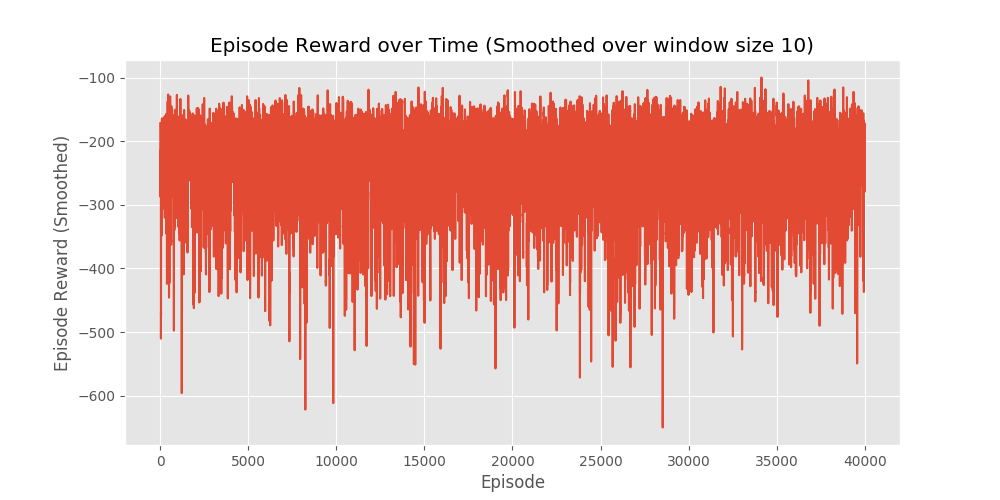 Episode Reward over Time (Smoothed over window size 10)
Episode Reward (Smoothed)
−100
−200
−300
−400
−500
−600
0 5000 10000 15000 20000 25000 30000 35000 40000
Episode